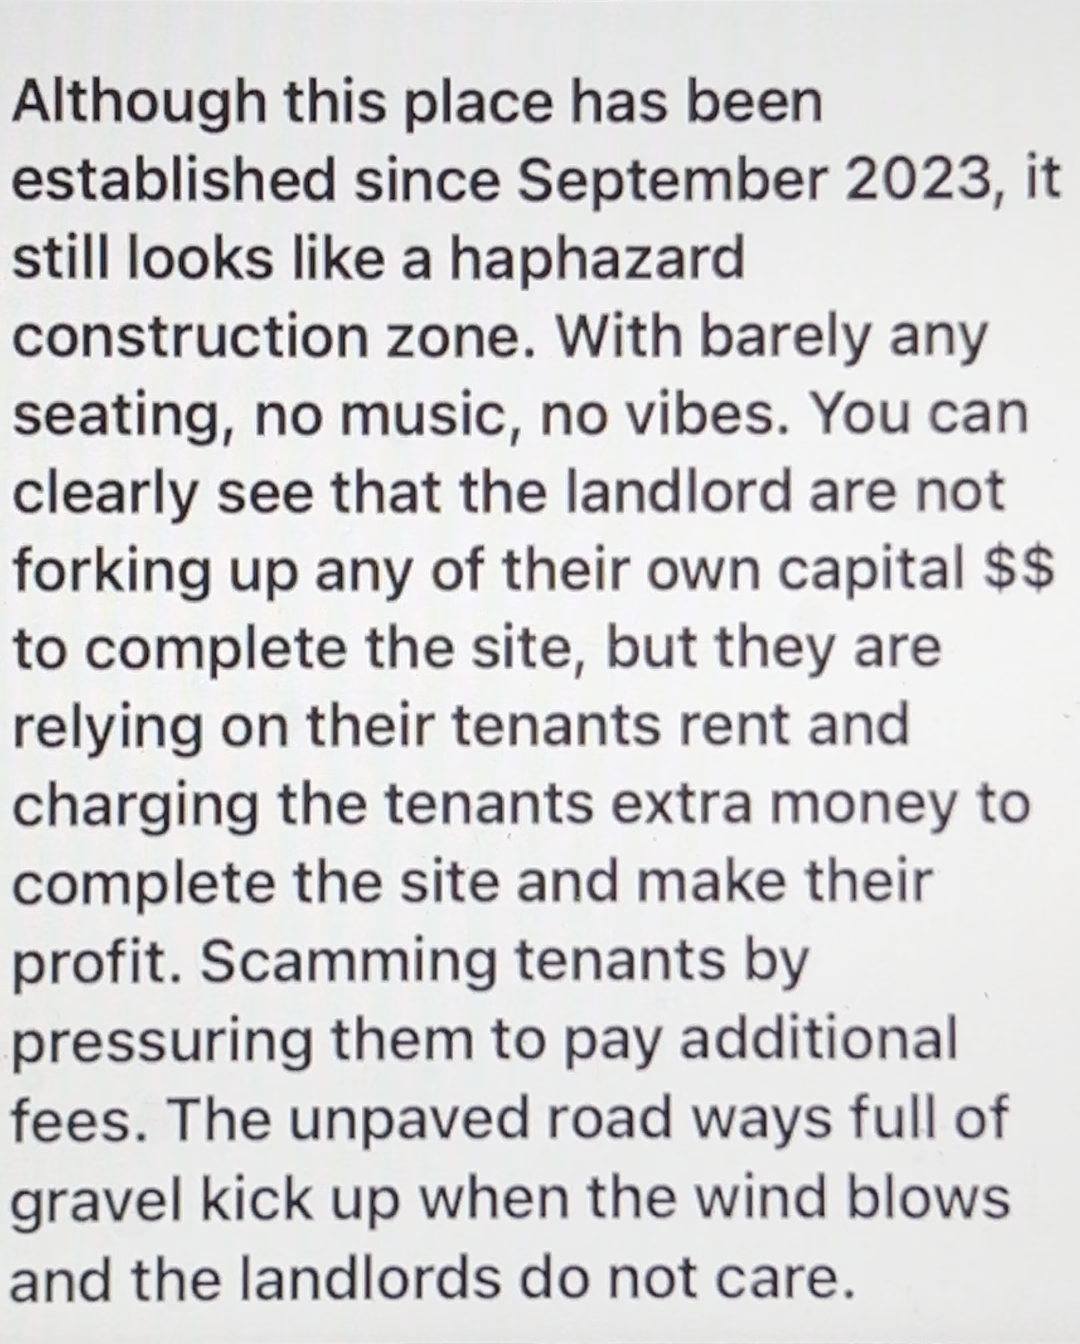 Although this place has been
established since September 2023, it
still looks like a haphazard
construction zone. With barely any
seating, no music, no vibes. You can
clearly see that the landlord are not
forking up any of their own capital $$
to complete the site, but they are
relying on their tenants rent and
charging the tenants extra money to
complete the site and make their
profit. Scamming tenants by
pressuring them to pay additional
fees. The unpaved road ways full of
gravel kick up when the wind blows
and the landlords do not care.